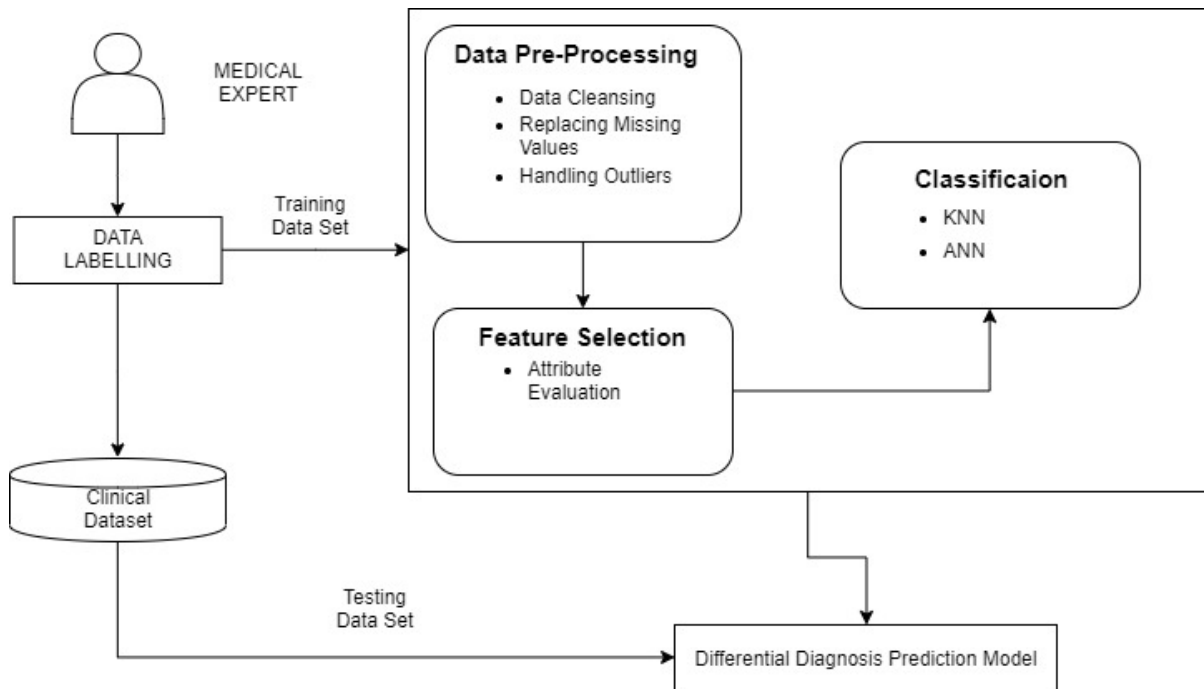 MEDICAL
EXPERT
DATA
LABELLING
Training
Data Set
Data Pre-Processing
• Data Cleansing
• Replacing Missing
Values
• Handling Outliers
Feature Selection
• Attribute
Evaluation
Classificaion
• KNN
• ANN
Clinical
Dataset
Testing
Data Set
Differential Diagnosis Prediction Model